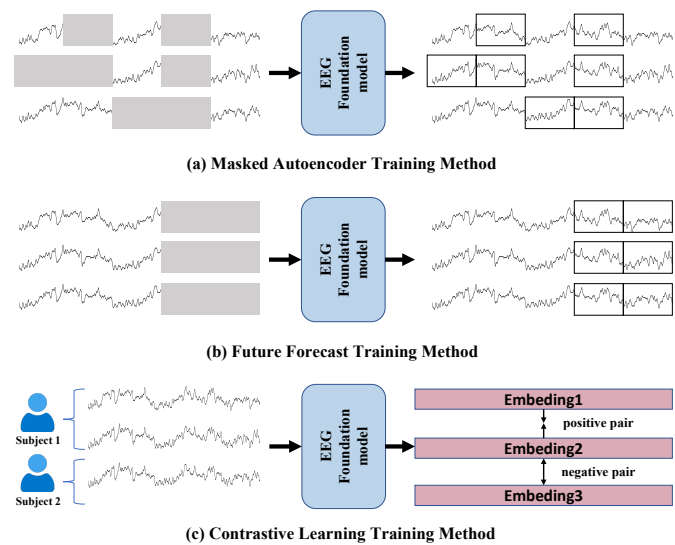 EEG
Foundation
model
(a) Masked Autoencoder Training Method
EEG
Foundation
model
(b) Future Forecast Training Method
Subject 1
Subject 2
EEG
Foundation
model
Embeding1
positive pair
Embeding2
negative pair
Embeding3
(c) Contrastive Learning Training Method